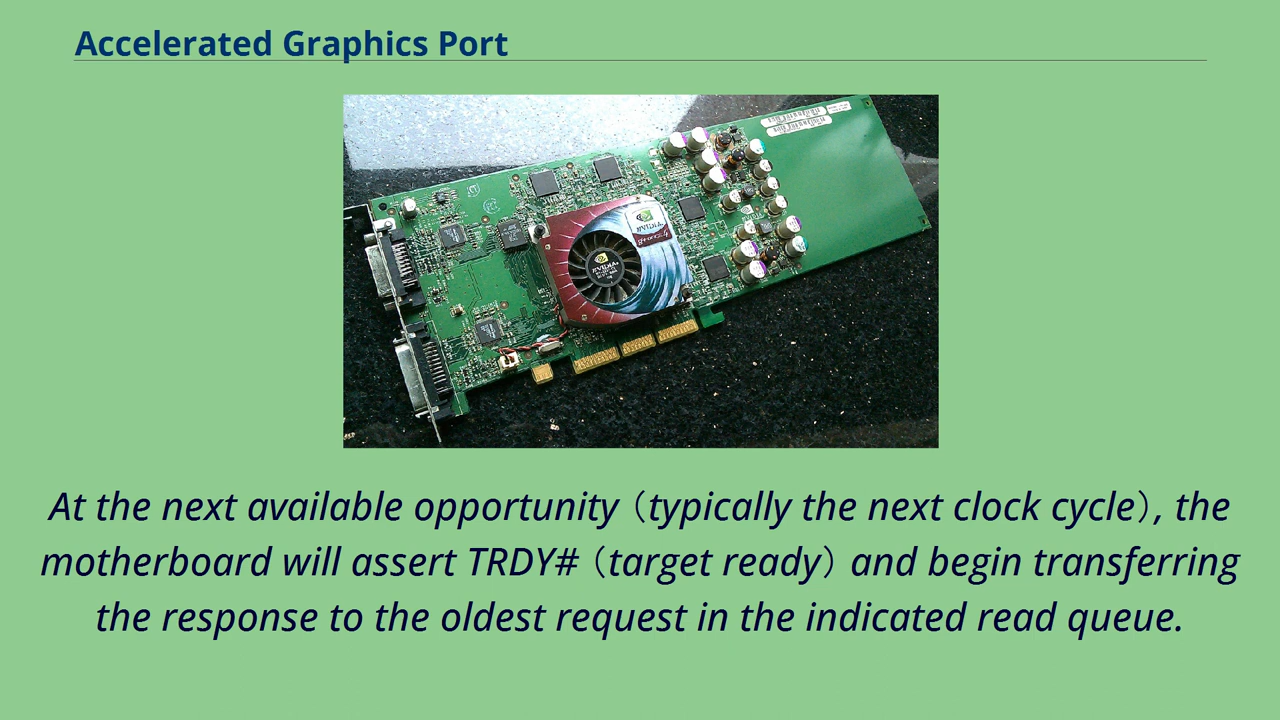 Accelerated Graphics Port
NVIDIA
At the next available opportunity (typically the next clock cycle), the
motherboard will assert TRDY# (target ready) and begin transferring
the response to the oldest request in the indicated read queue.